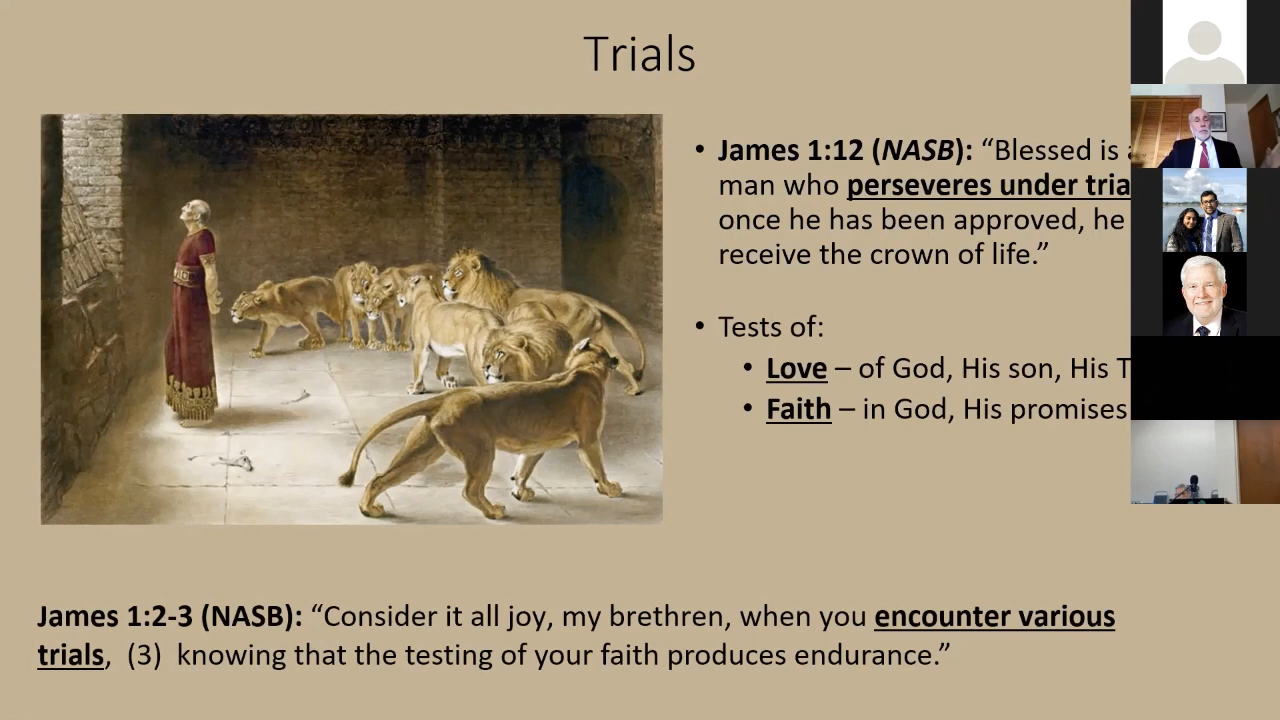 Trials
• James 1:12 (NASB): “Blessed is
man who perseveres under
once he has been approved, he
receive the crown of life.”
• Tests of:
• Love – of God, His son, His
• Faith – in God, His promises
James 1:2-3 (NASB): “Consider it all joy, my brethren, when you encounter various
trials, (3) knowing that the testing of your faith produces endurance.”